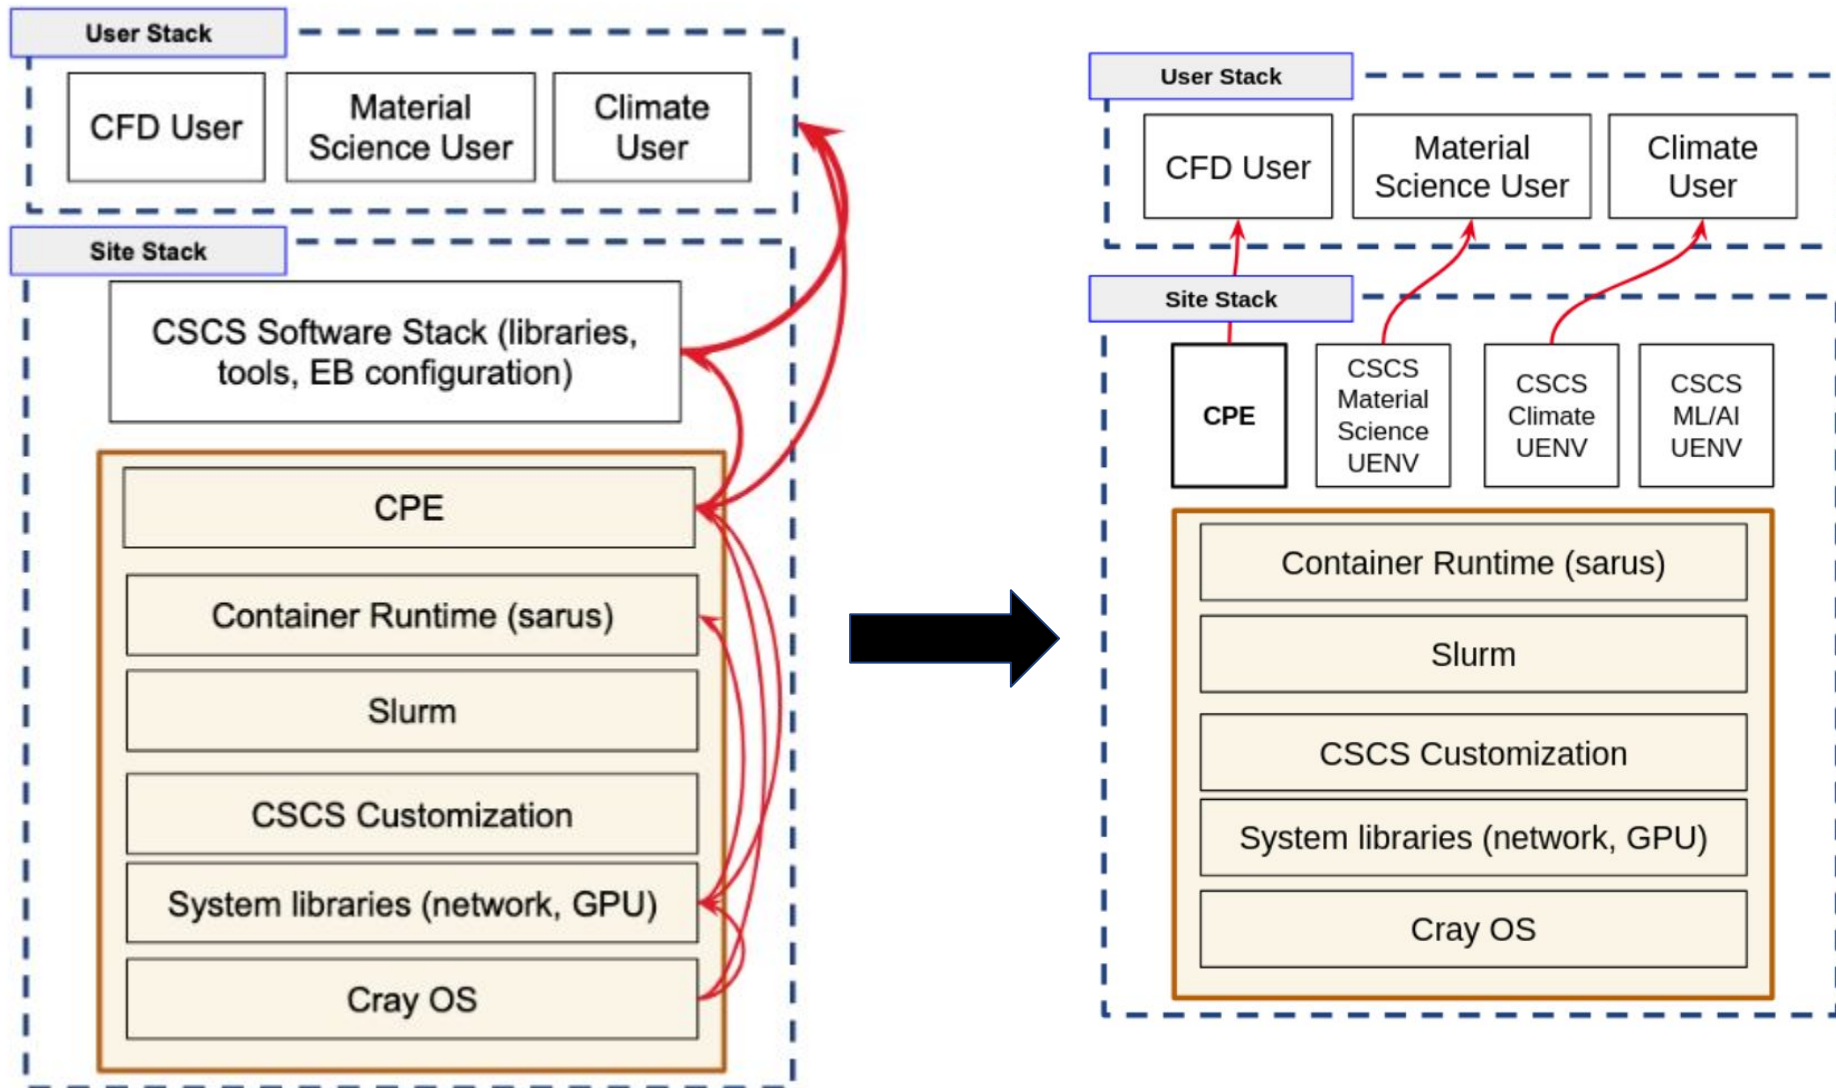 User Stack
CFD User
Material
Science User
Climate
User
Site Stack
CSCS Software Stack (libraries,
tools, EB configuration)
CPE
Container Runtime (sarus)
Slurm
CSCS Customization
System libraries (network, GPU)
Cray OS
User Stack
CFD User
Material
Science User
Climate
User
Site Stack
CPE
CSCS
Material
Science
UENV
CSCS
Climate
UENV
CSCS
ML/AI
UENV
Container Runtime (sarus)
Slurm
CSCS Customization
System libraries (network, GPU)
Cray OS